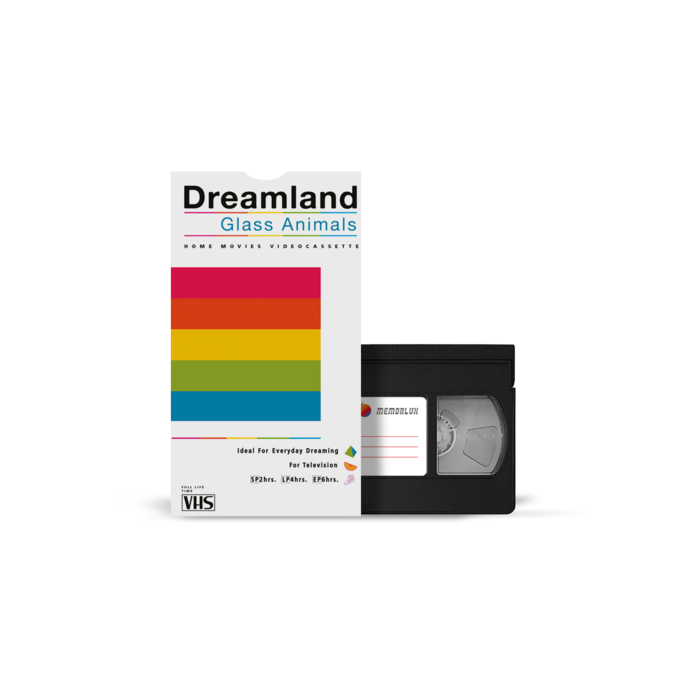 Dreamland
Glass Animals
HOME MOVIES VIDEOCASSETTE
Ideal For Everyday Dreaming
For Television
SP2hrs. LP4hrs. EP6hrs.
FULL LIFE
TIME
VHS